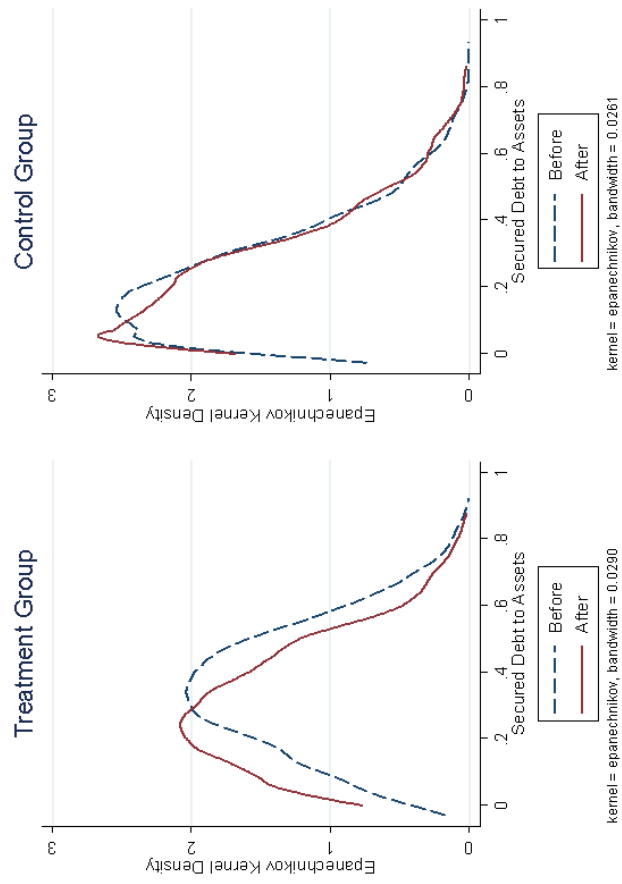 Treatment Group
Epanechnikov Kernel Density
3
2
1
0
0
.2
.4
.6
.8
1
Secured Debt to Assets
Before
After
kernel = epanechnikov, bandwidth = 0.0290
Control Group
Epanechnikov Kernel Density
3
2
1
0
0
.2
.4
.6
.8
1
Secured Debt to Assets
Before
After
kernel = epanechnikov, bandwidth = 0.0261